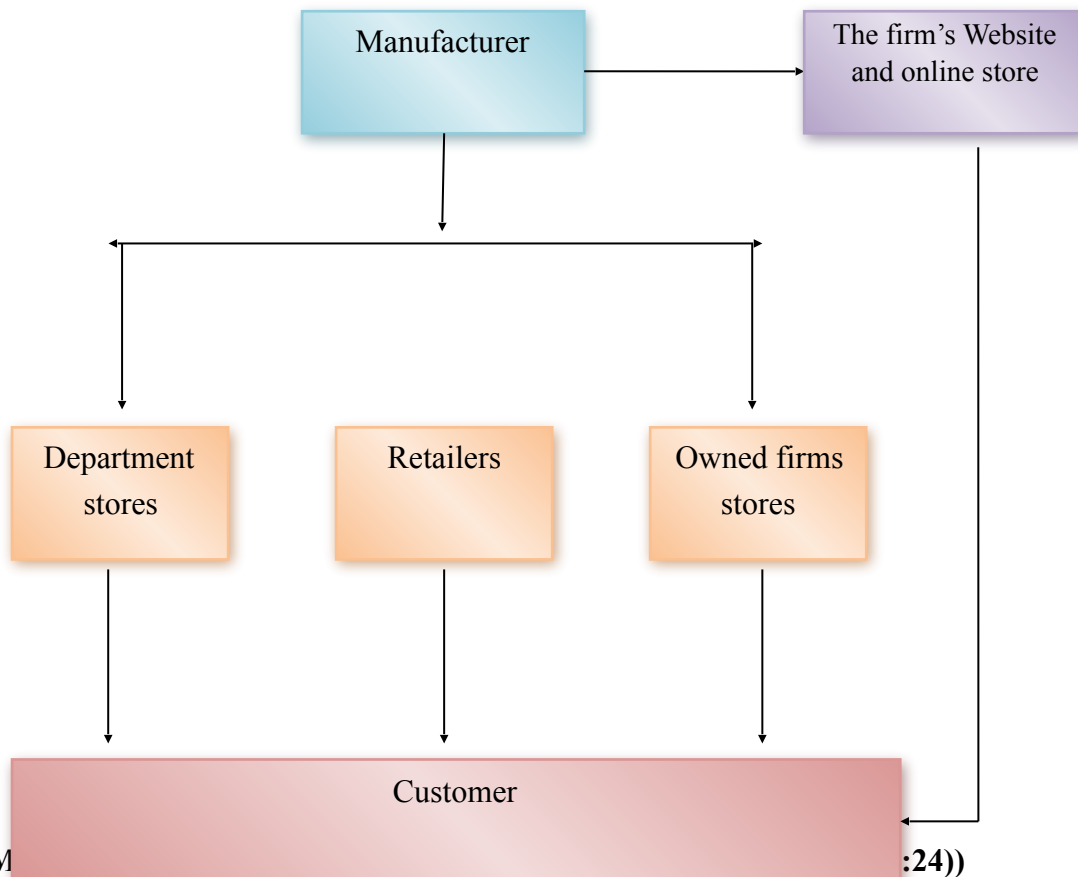 Manufacturer
The firm’s Website
and online store
Department
stores
Retailers
Owned firms
stores
Customer
:24))